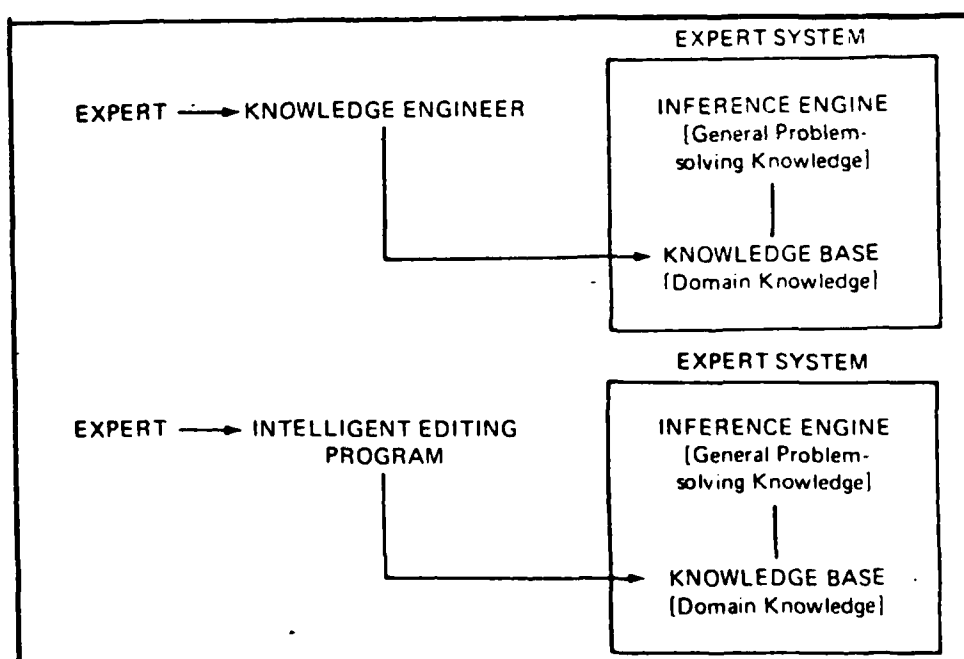 EXPERT SYSTEM
EXPERT KNOWLEDGE ENGINEER
INFERENCE ENGINE
[General Problem-
solving Knowledge]
KNOWLEDGE BASE
[Domain Knowledge]
EXPERT SYSTEM
EXPERT INTELLIGENT EDITING
PROGRAM
INFERENCE ENGINE
[General Problem-
solving Knowledge]
KNOWLEDGE BASE
[Domain Knowledge]